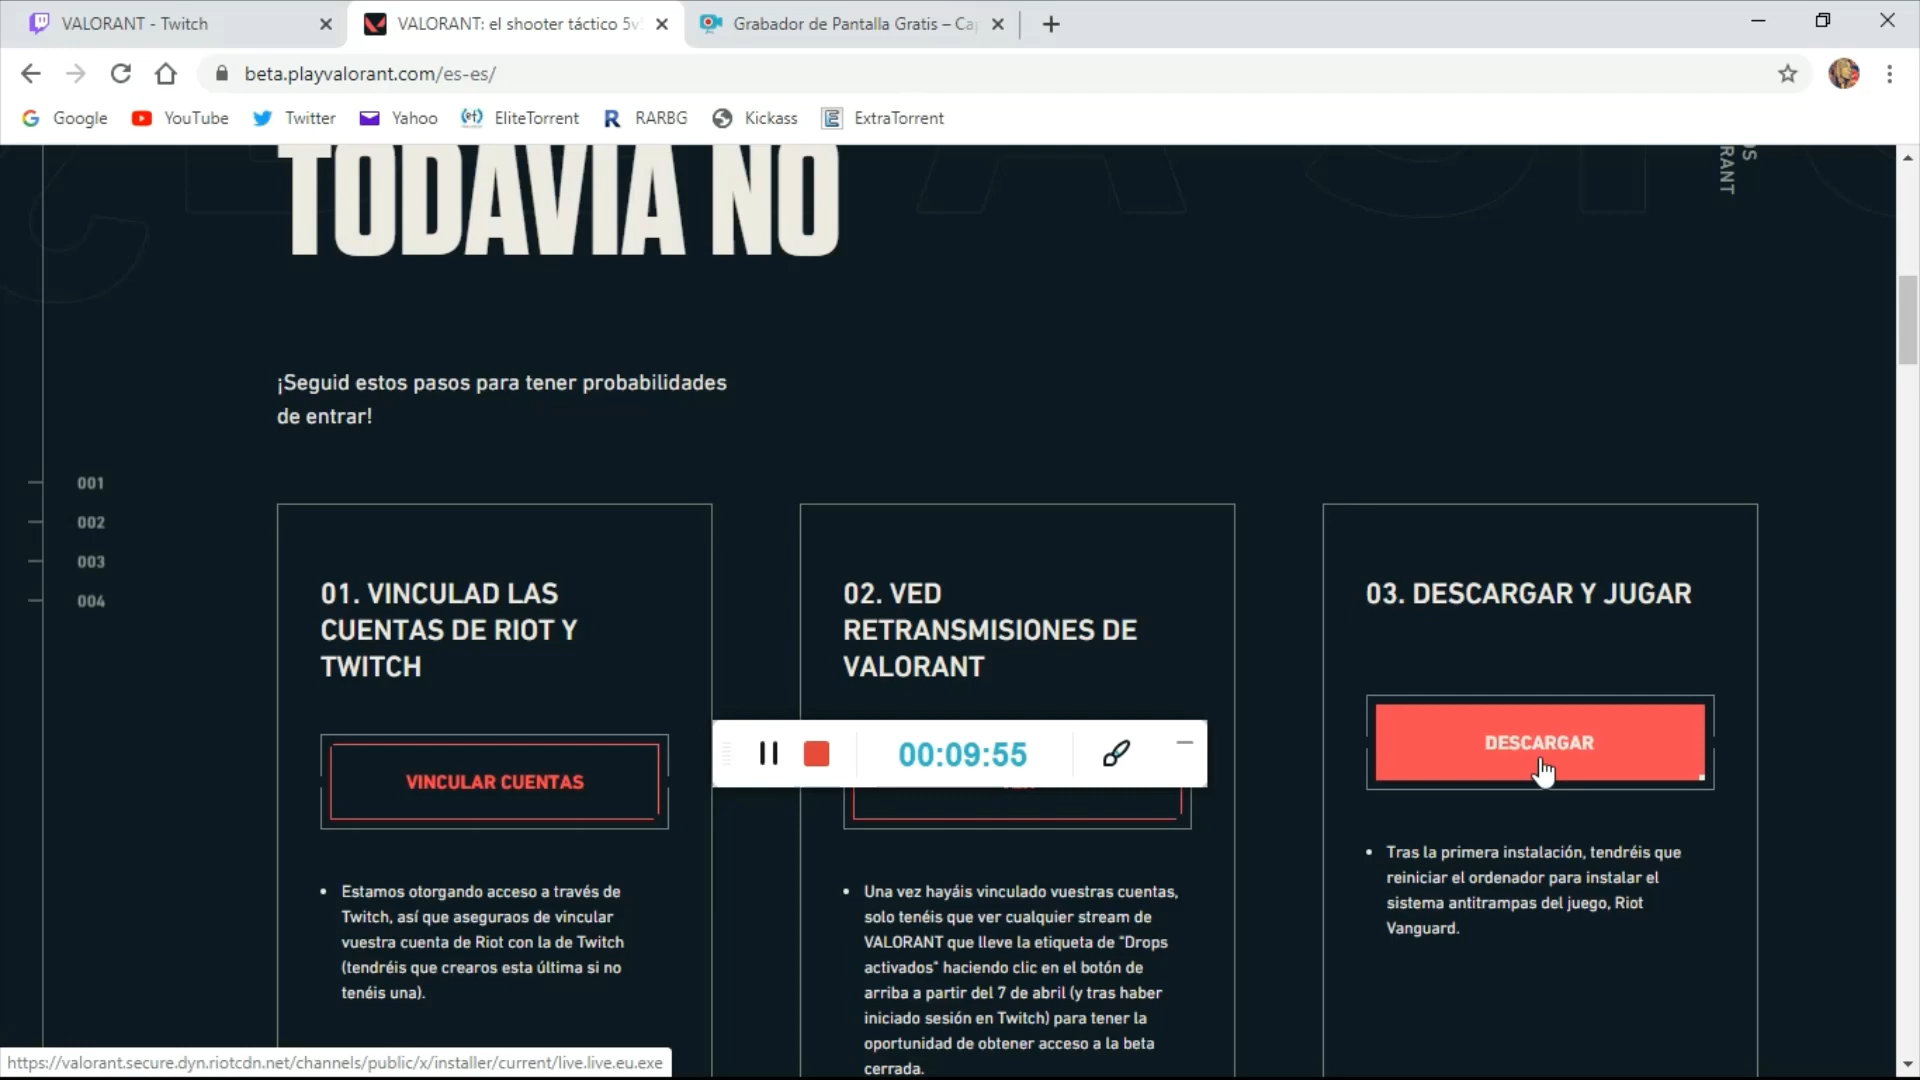 VALORANT - Twitch
VALORANT: el shooter táctico 5v
Grabador de Pantalla Gratis – Ca
beta.playvalorant.com/es-es/
Google
YouTube
Twitter
Yahoo
EliteTorrent
RARBG
Kickass
ExtraTorrent
TODAVÍA NO
OS
RANT
¡Seguid estos pasos para tener probabilidades
de entrar!
001
002
003
004
01. VINCULAD LAS
CUENTAS DE RIOT Y
TWITCH
VINCULAR CUENTAS
Estamos otorgando acceso a través de
Twitch, así que aseguraos de vincular
vuestra cuenta de Riot con la de Twitch
(tendréis que crearos esta última si no
tenéis una).
02. VED
RETRANSMISIONES DE
VALORANT
00:09:55
Una vez hayáis vinculado vuestras cuentas,
solo tenéis que ver cualquier stream de
VALORANT que lleve la etiqueta de "Drops
activados" haciendo clic en el botón de
arriba a partir del 7 de abril (y tras haber
iniciado sesión en Twitch) para tener la
oportunidad de obtener acceso a la beta
cerrada.
03. DESCARGAR Y JUGAR
DESCARGAR
Tras la primera instalación, tendréis que
reiniciar el ordenador para instalar el
sistema antitrampas del juego, Riot
Vanguard.
https://valorant.secure.dyn.riotcdn.net/channels/public/x/installer/current/live.live.eu.exe